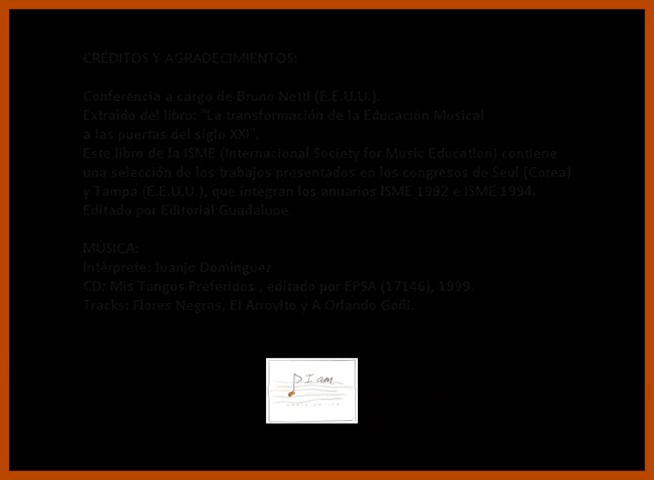 CRÉDITOS Y AGRADECIMIENTOS:
Conferencia a cargo de Bruno Nettl (E.E.U.U.).
Extraído del libro: "La transformación de la Educación Musical
a las puertas del siglo XXI".
Este libro de la ISME (Internacional Society for Music Education) contiene
una selección de los trabajos presentados en los congresos de Seúl (Corea)
y Tampa (E.E.U.U.), que integran los anuarios ISME 1992 e ISME 1994.
Editado por Editorial Guadalupe.
MÚSICA:
Intérprete: Juanjo Domínguez
CD: Mis Tangos Preferidos , editado por EPSA (17146), 1999.
Tracks: Flores Negras, El Arroyito y A Orlando Goñi.
I am